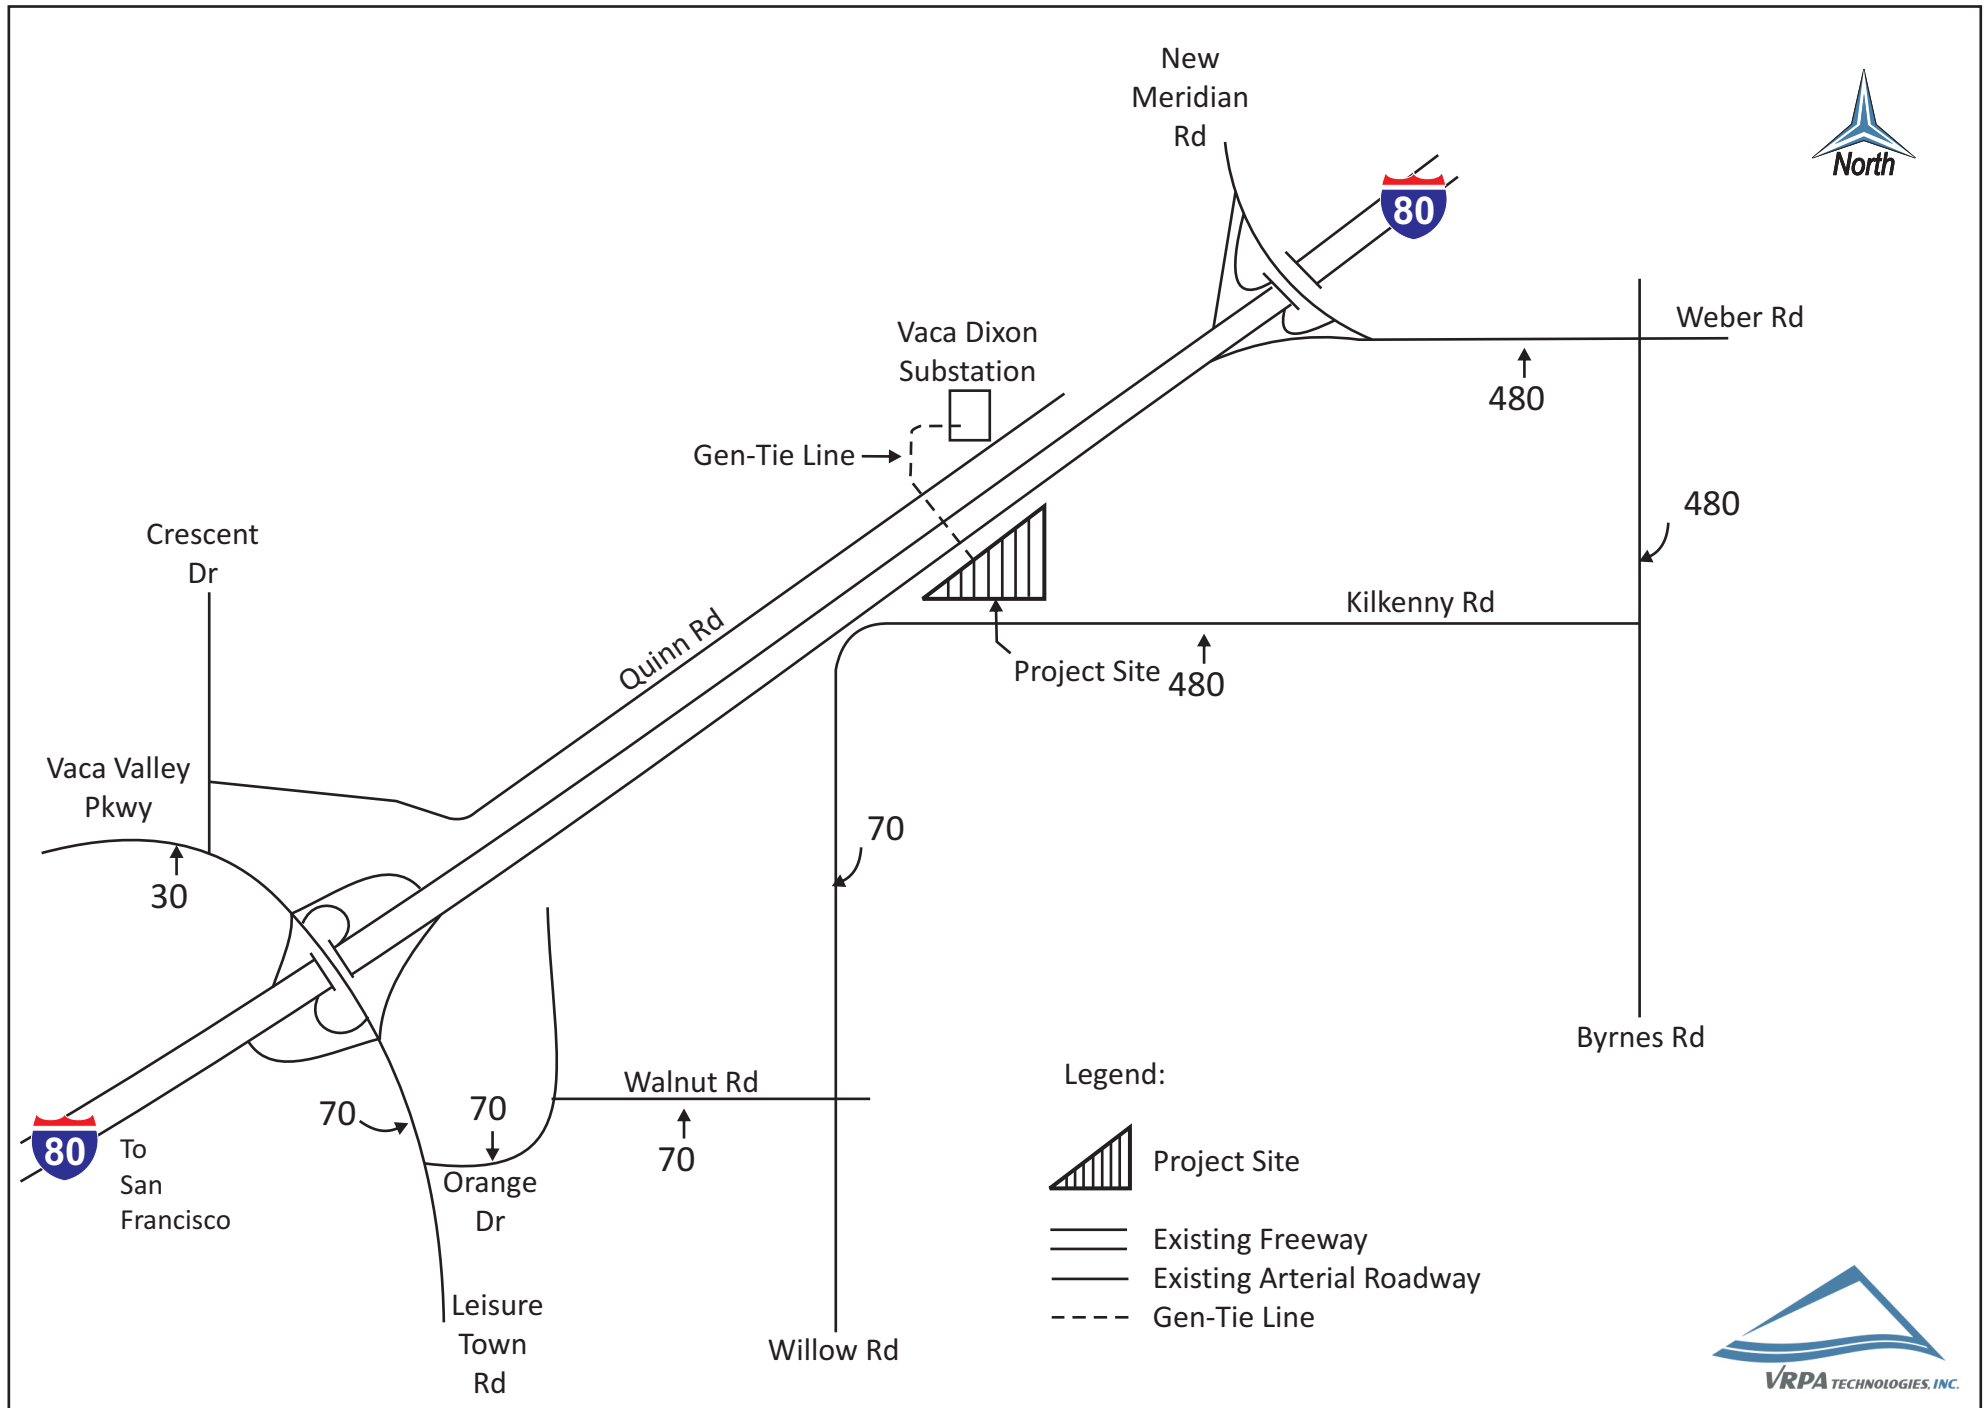 New
Meridian
Rd
North
80
Weber Rd
Vaca Dixon
Substation
480
Gen-Tie Line
480
Crescent
Dr
Kilkenny Rd
Quinn Rd
Project Site
480
Vaca Valley
Pkwy
70
30
Byrnes Rd
Legend:
Walnut Rd
70
70
70
80
To
San
Francisco
Project Site
Orange
Dr
Existing Freeway
Existing Arterial Roadway
Gen-Tie Line
Leisure
Town
Rd
Willow Rd
VRPA TECHNOLOGIES, INC.